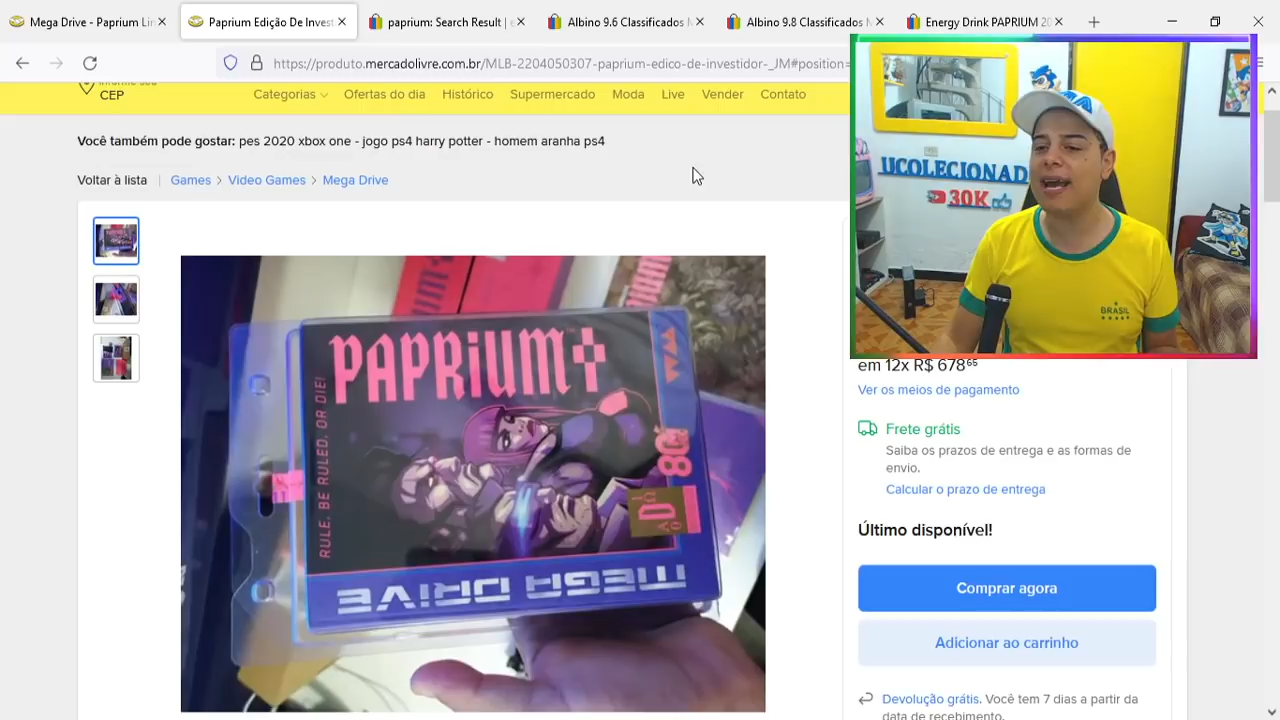 Mega Drive - Paprium Lin
Paprium Edição De Invest
paprium: Search Result | e
Albino 9.6 Classificados M
Albino 9.8 Classificados M
Energy Drink PAPRIUM 20
https://produto.mercadolivre.com.br/MLB-2204050307-paprium-edico-de-investidor-_JM#position=
CEP
Categorias
Ofertas do dia
Histórico
Supermercado
Moda
Live
Vender
Contato
Você também pode gostar: pes 2020 xbox one - jogo ps4 harry potter - homem aranha ps4
Voltar à lista
Games
Video Games
Mega Drive
PAPRIUM
RULE, BE RULED, OR DIE!
WM
80
MEGA DRIVE
UCOLECIONAD
30K
BRASIL
em 12x R$ 678 65
Ver os meios de pagamento
Frete grátis
Saiba os prazos de entrega e as formas de
envio.
Calcular o prazo de entrega
Último disponível!
Comprar agora
Adicionar ao carrinho
Devolução grátis. Você tem 7 dias a partir da
data de recebimento.